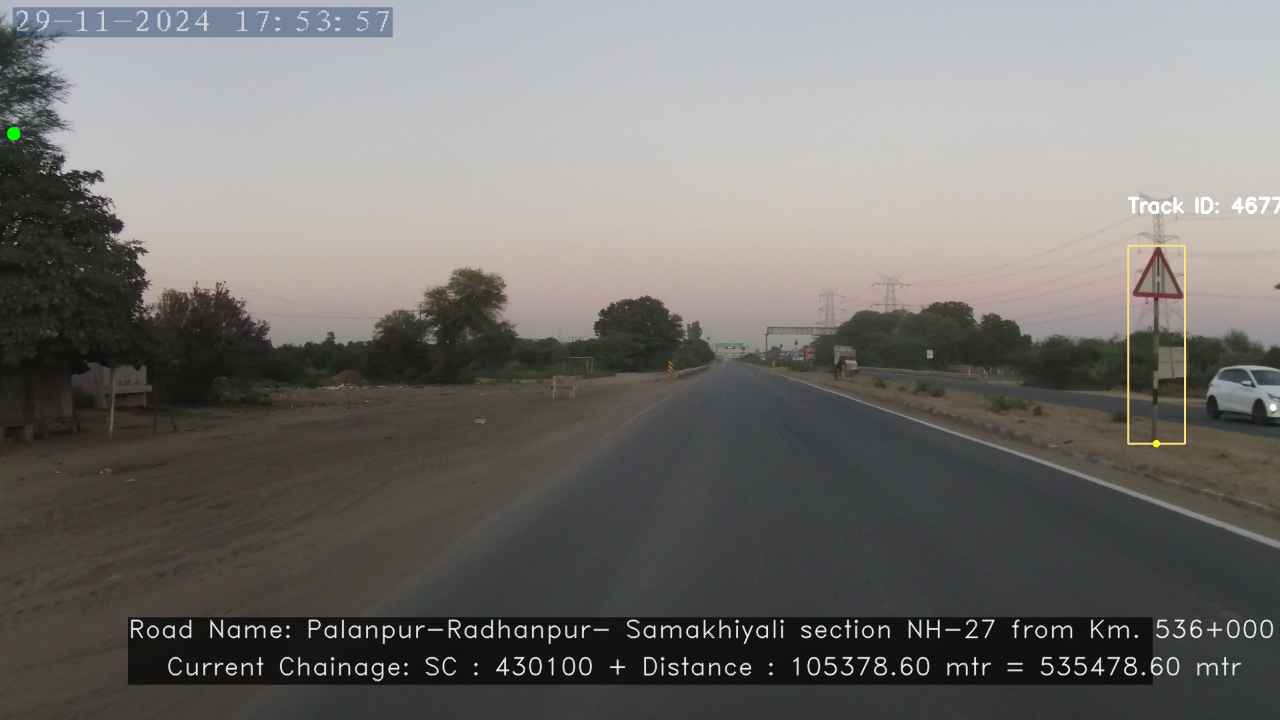 29-11-2024 17:53:57
Track ID: 4677
Road Name: Palanpur-Radhanpur- Samakhiyali section NH-27 from Km. 536+000
Current Chainage: SC : 430100 + Distance : 105378.60 mtr = 535478.60 mtr